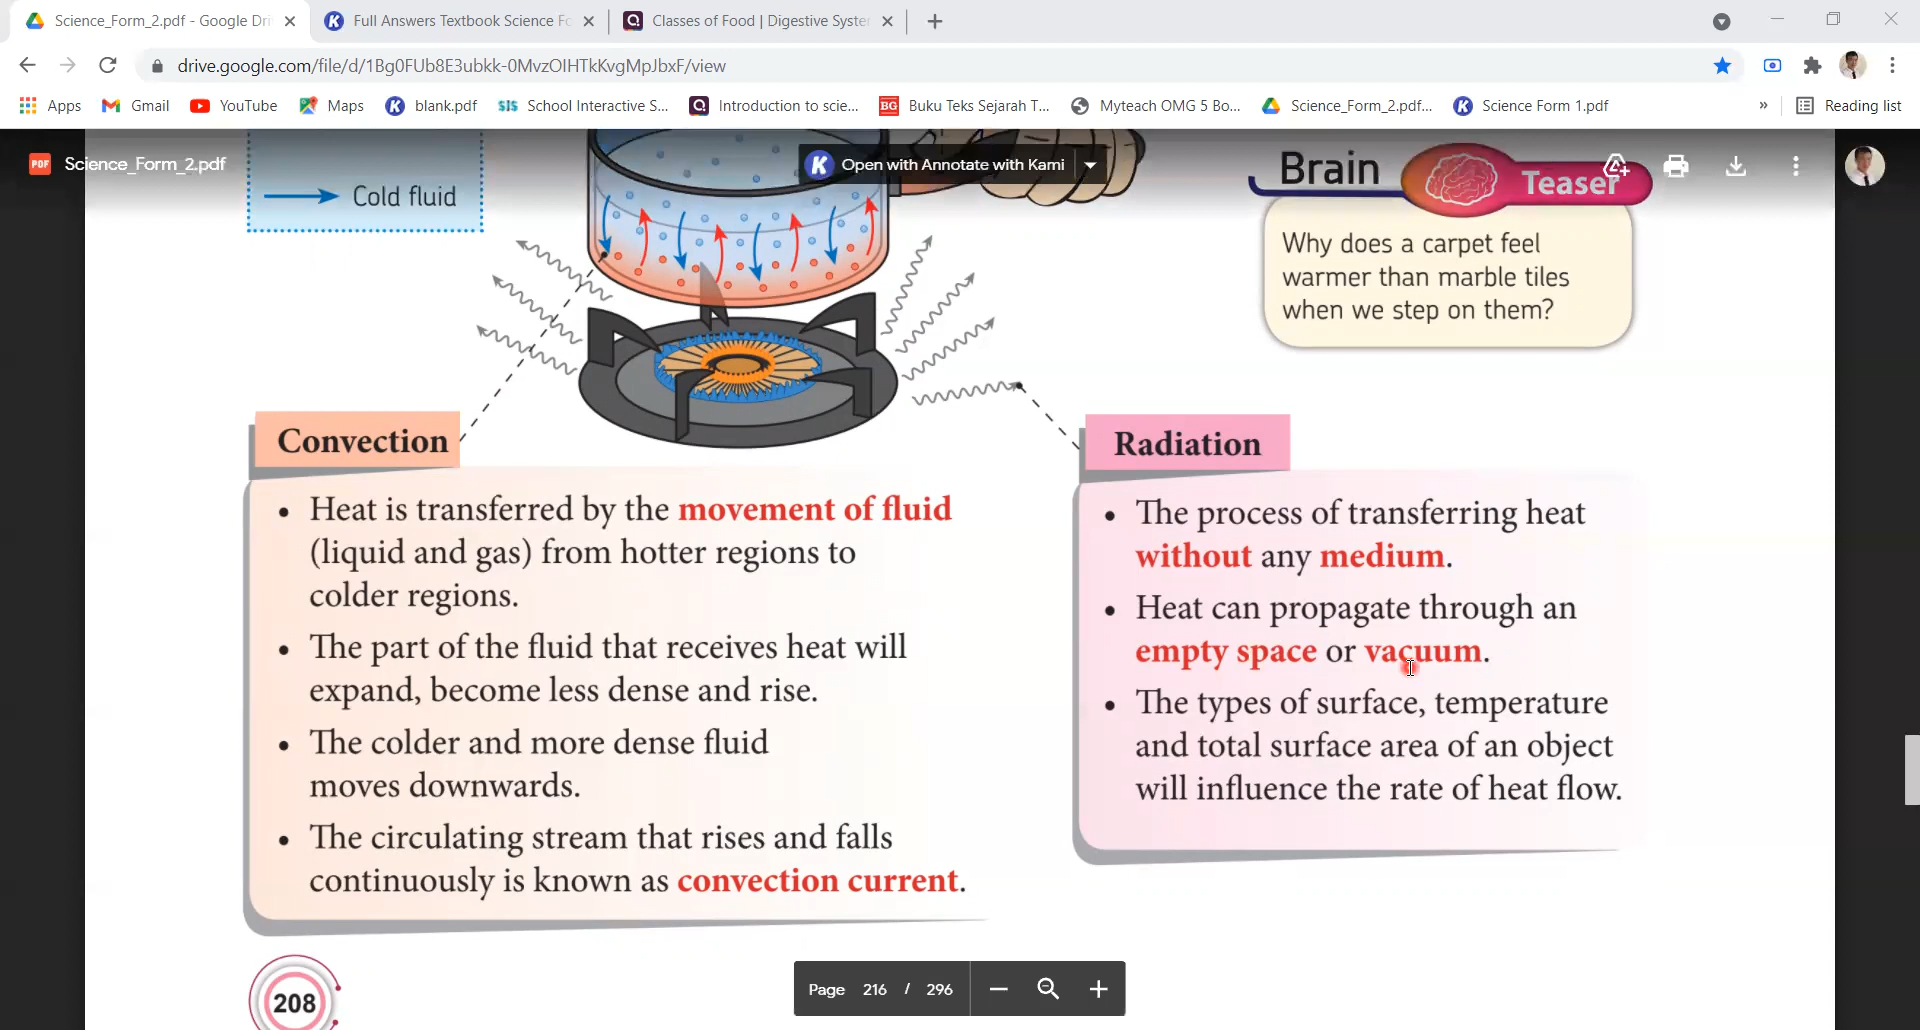 Science_Form_2.pdf - Google Dri
Full Answers Textbook Science Fo
Classes of Food | Digestive Syste
drive.google.com/file/d/1Bg0FUb8E3ubkk-0MvzOIHTkKvgMpJbxF/view
Apps
Gmail
YouTube
Maps
blank.pdf
SIS School Interactive S...
Introduction to scie...
BG Buku Teks Sejarah T...
Myteach OMG 5 Bo...
Science_Form_2.pdf...
Science Form 1.pdf
»
Reading list
PDF Science_Form_2.pdf
K Open with Annotate with Kami
Cold fluid
Brain Teaser
Why does a carpet feel
warmer than marble tiles
when we step on them?
Convection
• Heat is transferred by the movement of fluid
(liquid and gas) from hotter regions to
colder regions.
• The part of the fluid that receives heat will
expand, become less dense and rise.
• The colder and more dense fluid
moves downwards.
• The circulating stream that rises and falls
continuously is known as convection current.
Radiation
• The process of transferring heat
without any medium.
• Heat can propagate through an
empty space or vacuum.
• The types of surface, temperature
and total surface area of an object
will influence the rate of heat flow.
208
Page 216 / 296